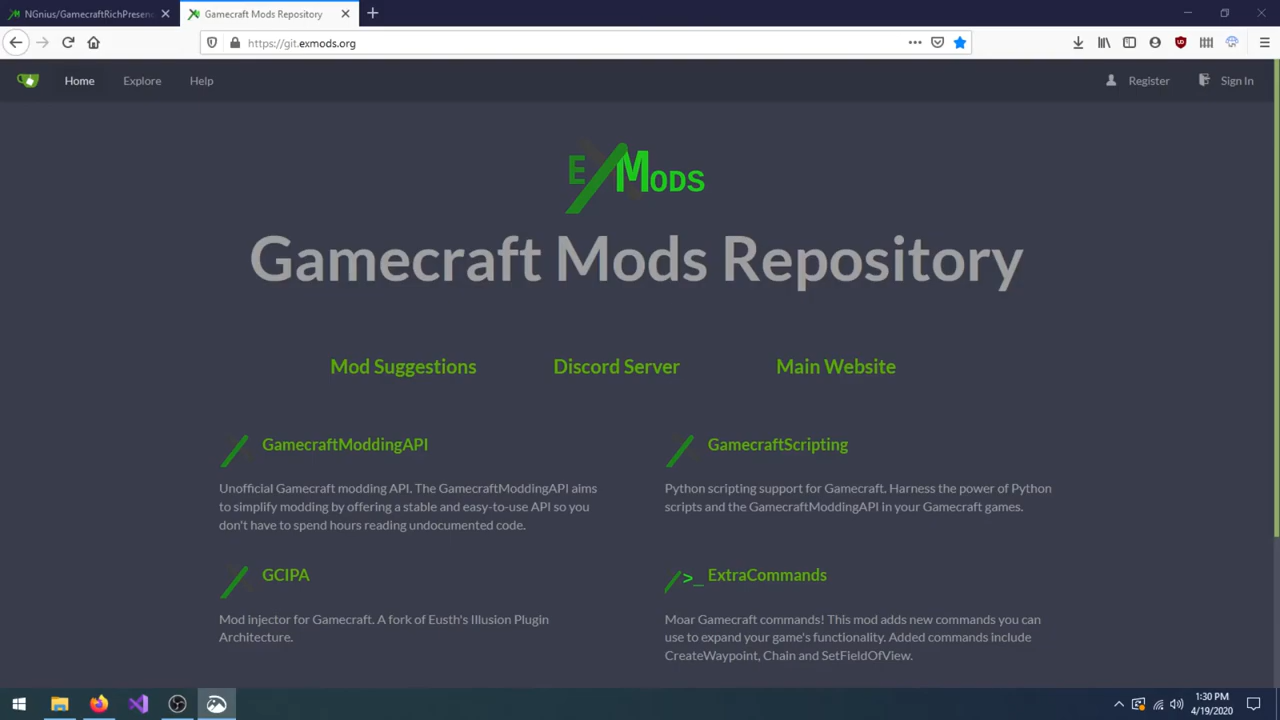 NGnius/GamecraftRichPresenc
Gamecraft Mods Repository
https://git.exmods.org
Home
Explore
Help
Register
Sign In
EXMODS
Gamecraft Mods Repository
Mod Suggestions
Discord Server
Main Website
GamecraftModdingAPI
Unofficial Gamecraft modding API. The GamecraftModdingAPI aims
to simplify modding by offering a stable and easy-to-use API so you
don't have to spend hours reading undocumented code.
GamecraftScripting
Python scripting support for Gamecraft. Harness the power of Python
scripts and the GamecraftModdingAPI in your Gamecraft games.
GCIPA
Mod injector for Gamecraft. A fork of Eusth's Illusion Plugin
Architecture.
>_ ExtraCommands
Moar Gamecraft commands! This mod adds new commands you can
use to expand your game's functionality. Added commands include
CreateWaypoint, Chain and SetFieldOfView.
1:30 PM
4/19/2020